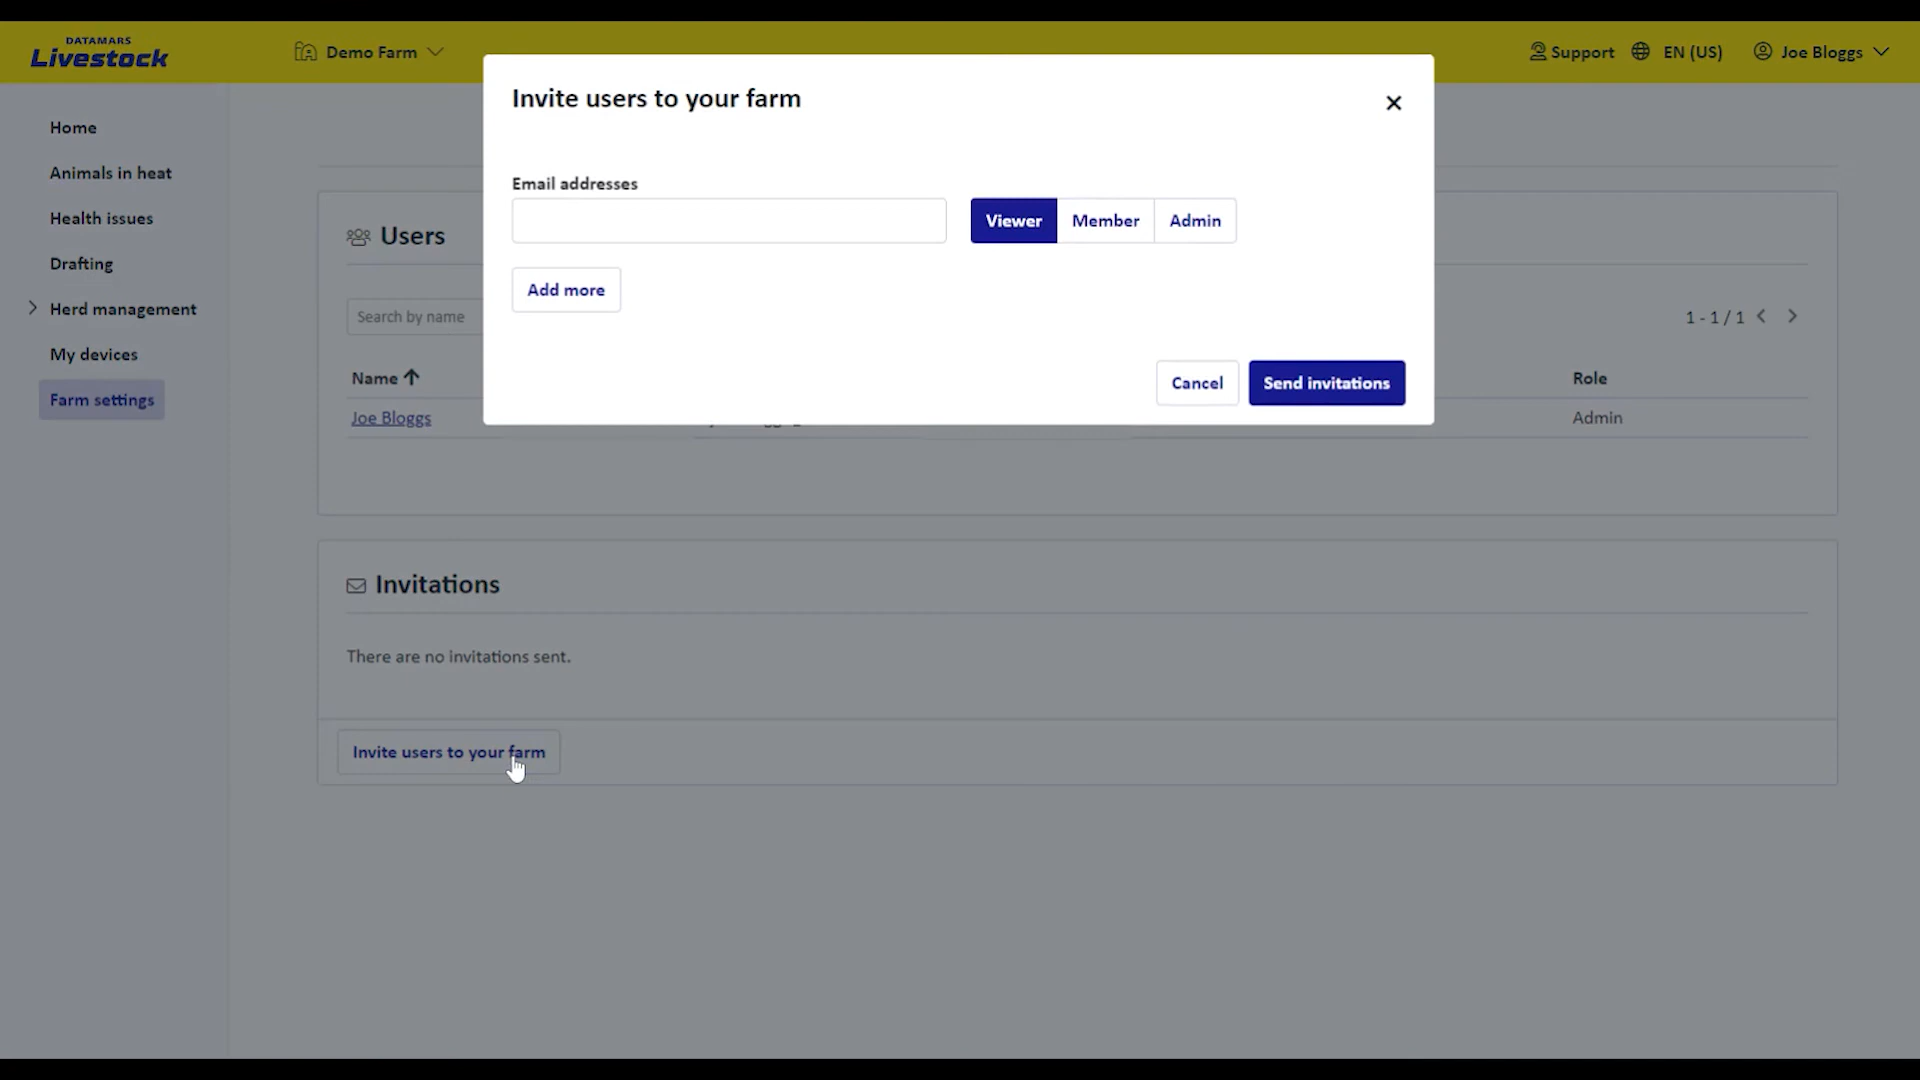 DATAMARS
Livestock
Demo Farm
Support
EN (US)
Joe Bloggs
Invite users to your farm
Email addresses
Viewer
Member
Admin
Add more
Cancel
Send invitations
Home
Animals in heat
Health issues
Drafting
Herd management
My devices
Farm settings
Users
Search by name
1 - 1 / 1
Name
Role
Joe Bloggs
Admin
Invitations
There are no invitations sent.
Invite users to your farm